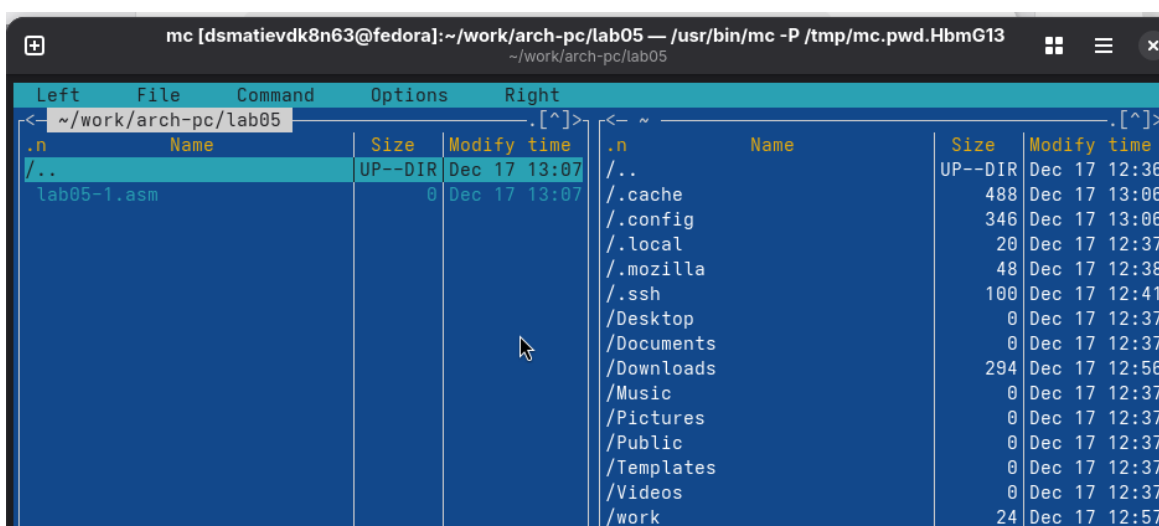 mc [dsmatievdk8n63@fedora]:~/work/arch-pc/lab05 — /usr/bin/mc -P /tmp/mc.pwd.HbmG13
~/work/arch-pc/lab05
Left File Command Options Right
<— ~/work/arch-pc/lab05 .[^]> <— ~ .[^]>
.n Name Size Modify time .n Name Size Modify time
/.. UP--DIR Dec 17 13:07 /.. UP--DIR Dec 17 12:36
lab05-1.asm 0 Dec 17 13:07 /.cache 488 Dec 17 13:06
/.config 346 Dec 17 13:06
/.local 20 Dec 17 12:37
/.mozilla 48 Dec 17 12:38
/.ssh 100 Dec 17 12:41
/Desktop 0 Dec 17 12:37
/Documents 0 Dec 17 12:37
/Downloads 294 Dec 17 12:56
/Music 0 Dec 17 12:37
/Pictures 0 Dec 17 12:37
/Public 0 Dec 17 12:37
/Templates 0 Dec 17 12:37
/Videos 0 Dec 17 12:37
/work 24 Dec 17 12:57